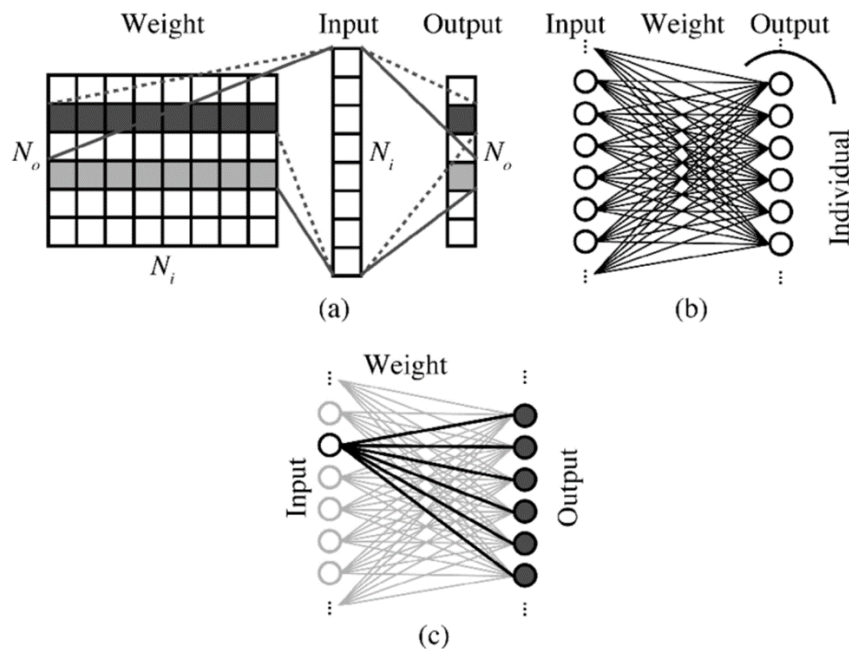 Weight Input Output
N_o N_i N_o
N_i
(a)
Input Weight Output
Individual
(b)
Weight
Input
Output
(c)